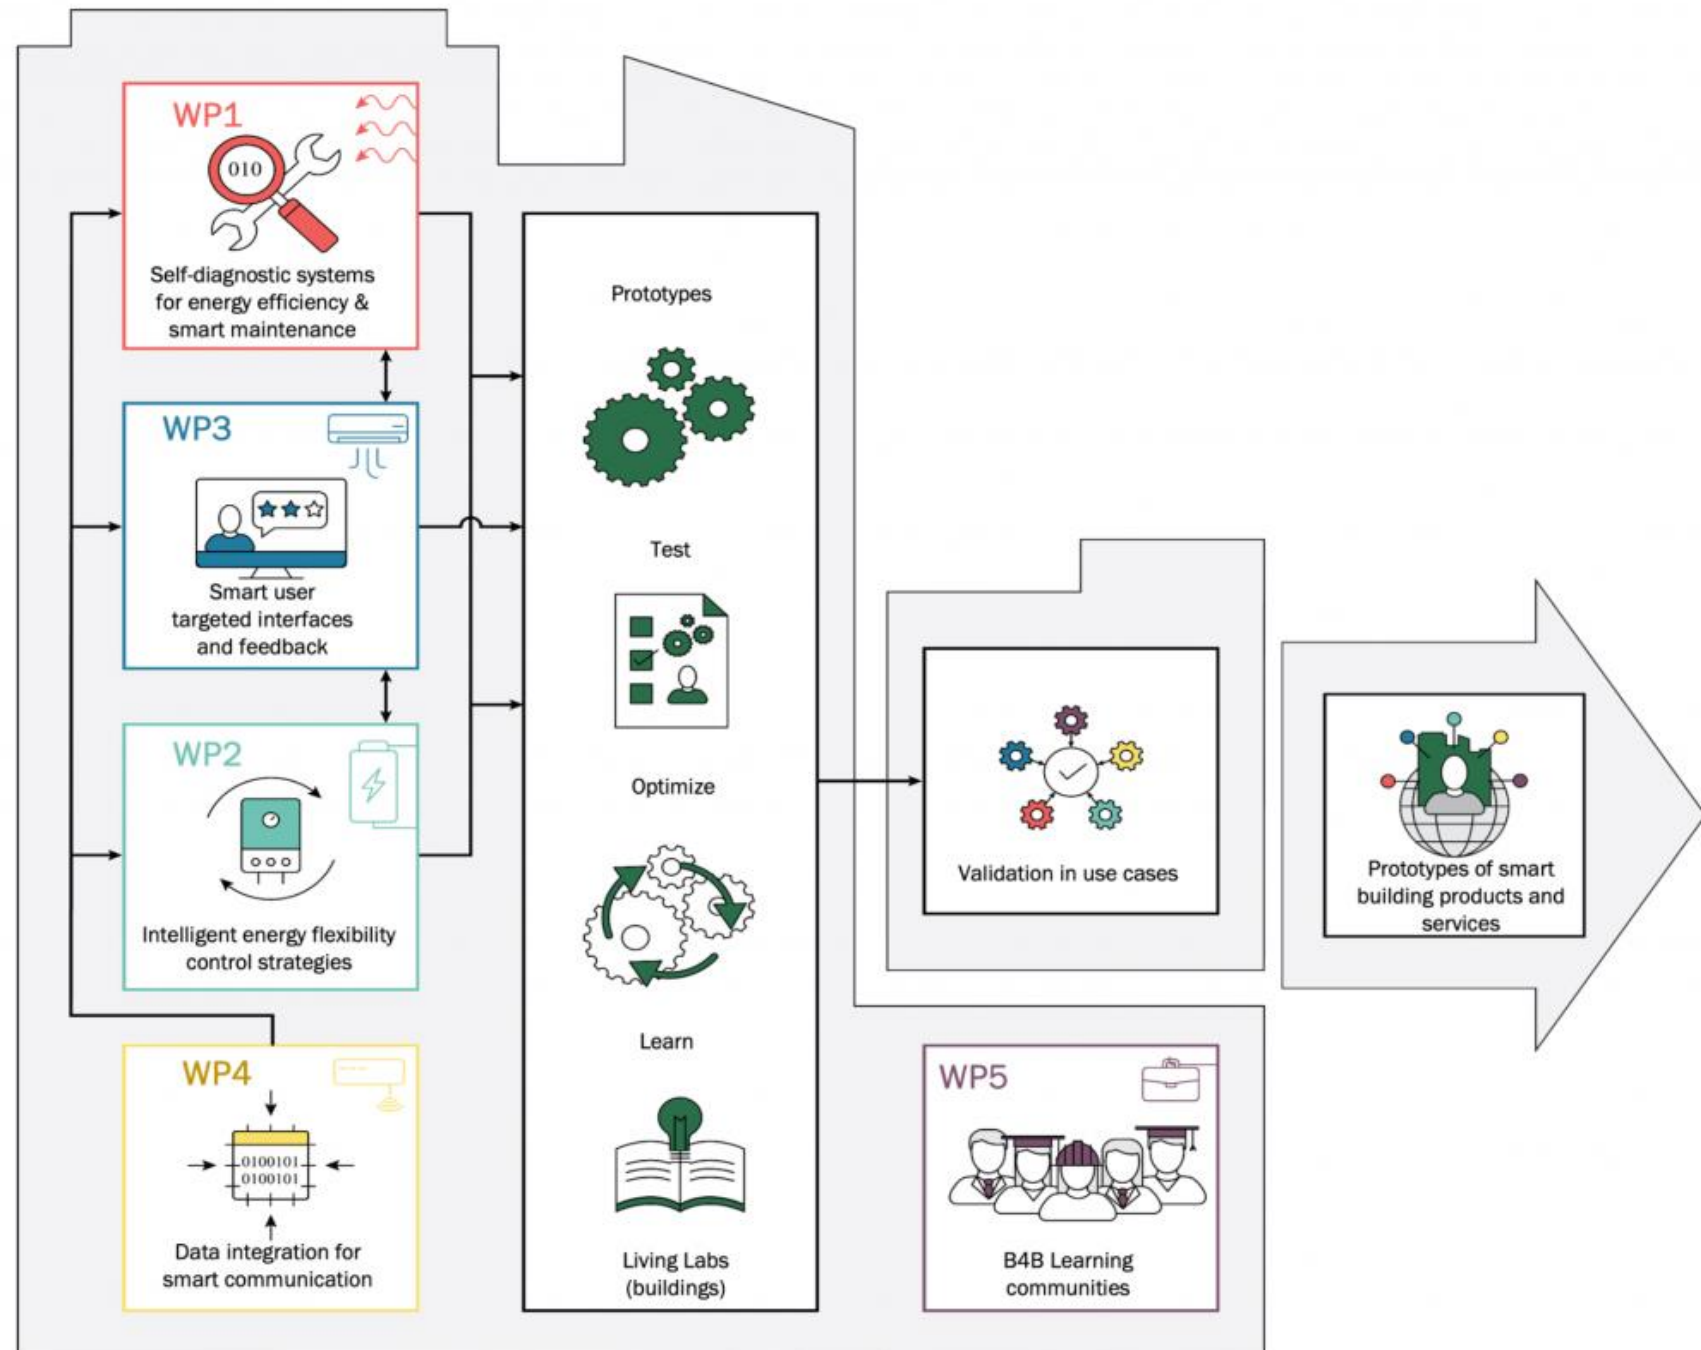 WP1
010
Self-diagnostic systems
for energy efficiency &
smart maintenance
WP3
Smart user
targeted interfaces
and feedback
WP2
Intelligent energy flexibility
control strategies
WP4
0100101
0100101
Data integration for
smart communication
Prototypes
Test
Optimize
Learn
Living Labs
(buildings)
Validation in use cases
WP5
B4B Learning
communities
Prototypes of smart
building products and
services